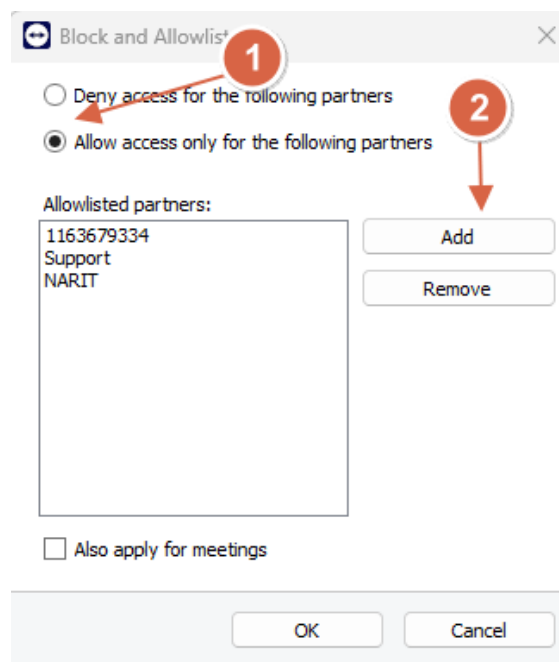 Block and Allowlist
1
Deny access for the following partners
2
Allow access only for the following partners
Allowlisted partners:
1163679334
Support
NARIT
Add
Remove
Also apply for meetings
OK
Cancel